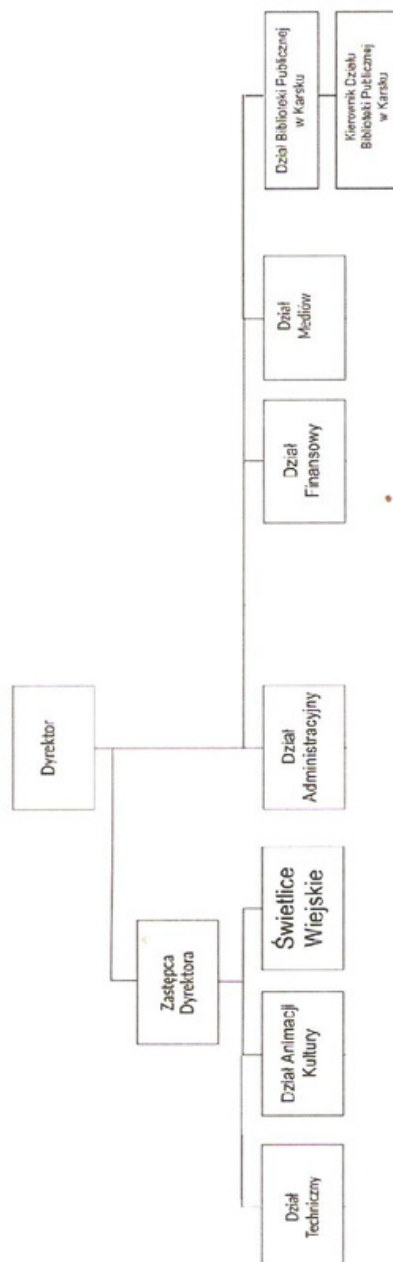 Dyrektor
Zastępca
Dyrektora
Dział
Techniczny
Dział Animacji
Kultury
Świetlice
Wiejskie
Dział
Administracyjny
Dział
Finansowy
Dział
Mediów
Dział Biblioteki Publicznej
w Karsku
Kierownik Działu
Biblioteki Publicznej
w Karsku